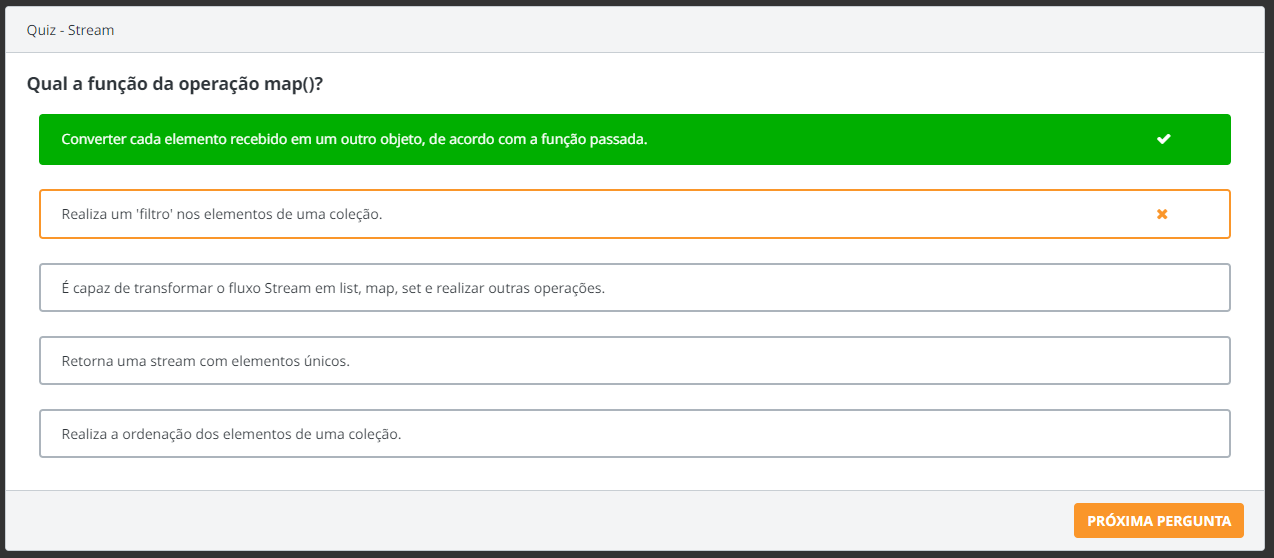 Quiz - Stream
Qual a função da operação map()?
Converter cada elemento recebido em um outro objeto, de acordo com a função passada.
Realiza um 'filtro' nos elementos de uma coleção.
É capaz de transformar o fluxo Stream em list, map, set e realizar outras operações.
Retorna uma stream com elementos únicos.
Realiza a ordenação dos elementos de uma coleção.
PRÓXIMA PERGUNTA